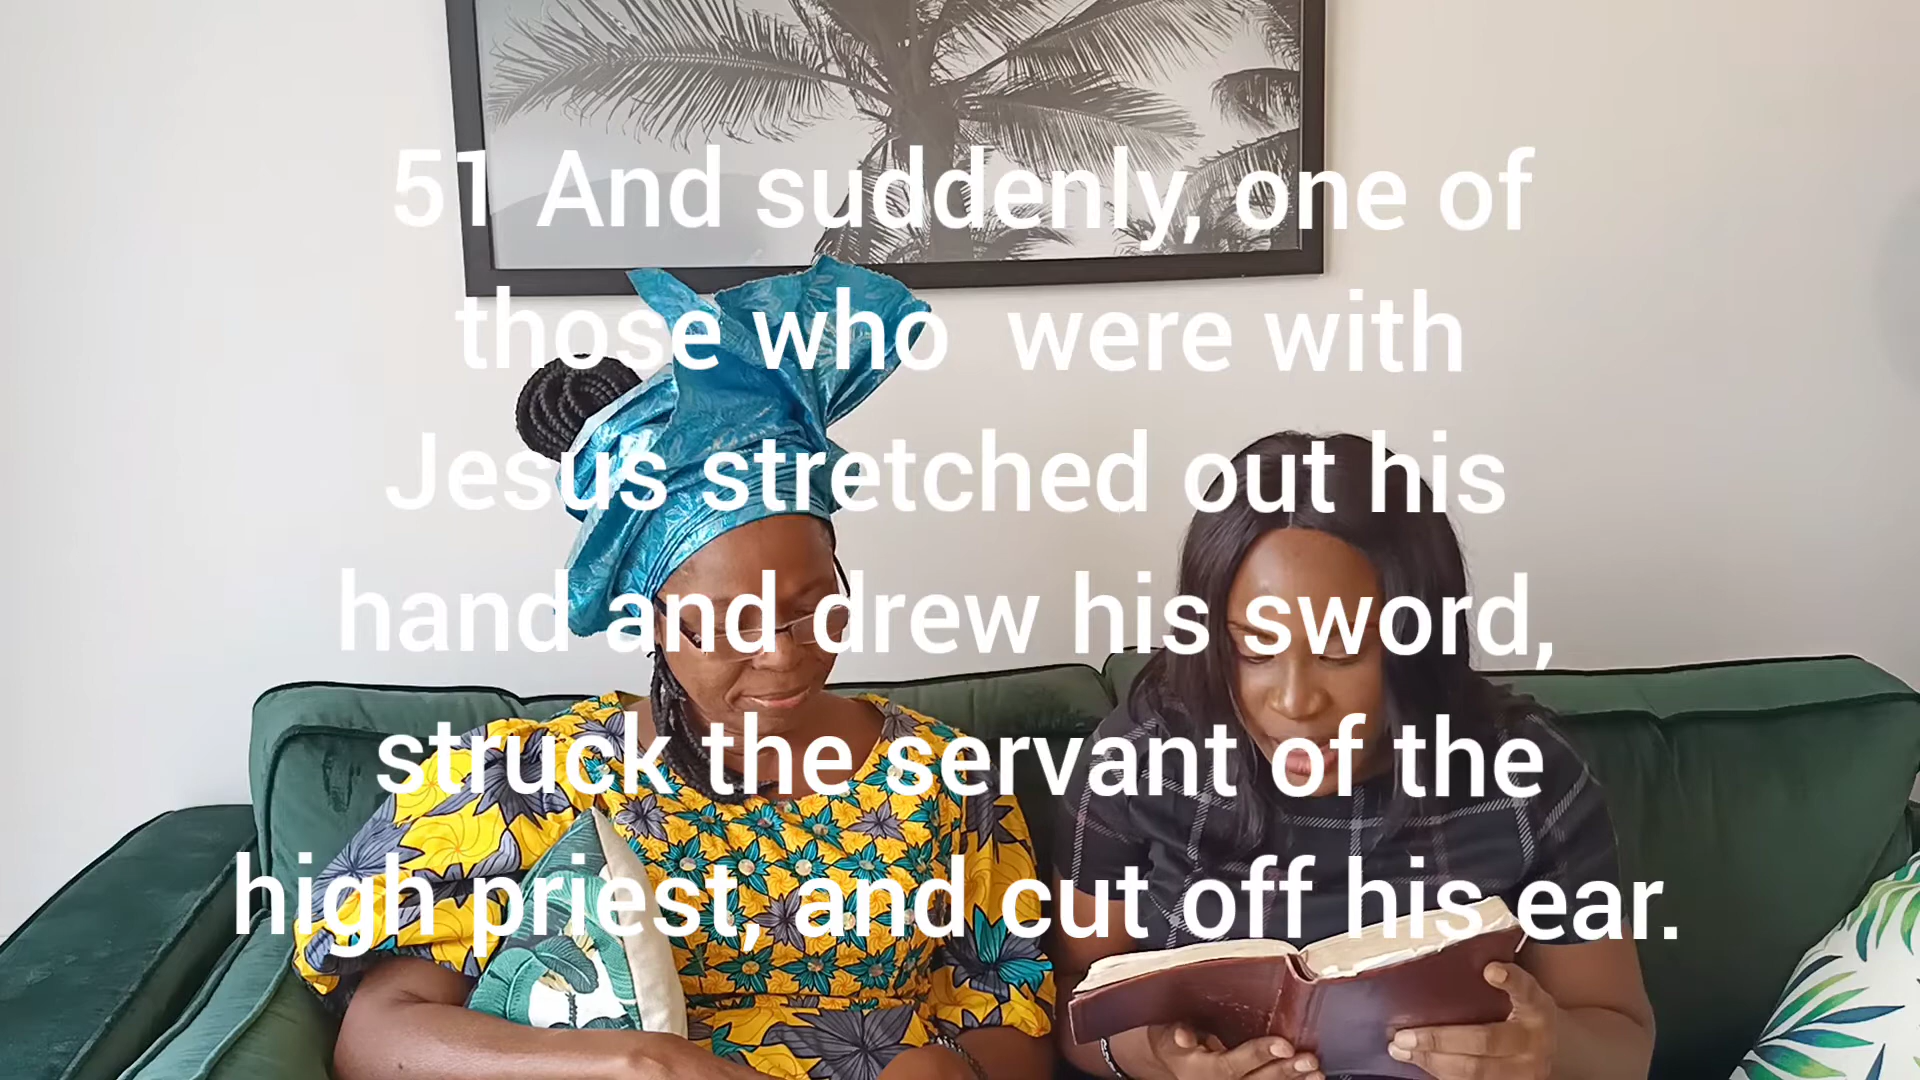 51 And suddenly, one of
those who  were with
Jesus stretched out his
hand and drew his sword,
struck the servant of the
high priest, and cut off his ear.